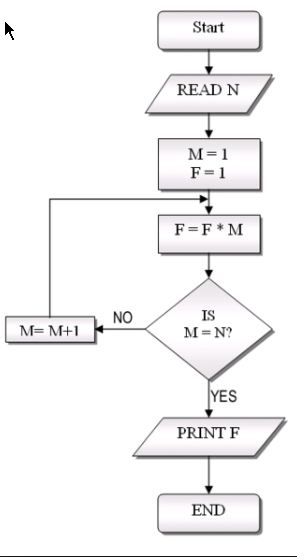 Start
READ N
M = 1
F = 1
F = F * M
IS
M = N?
NO
M= M+1
YES
PRINT F
END